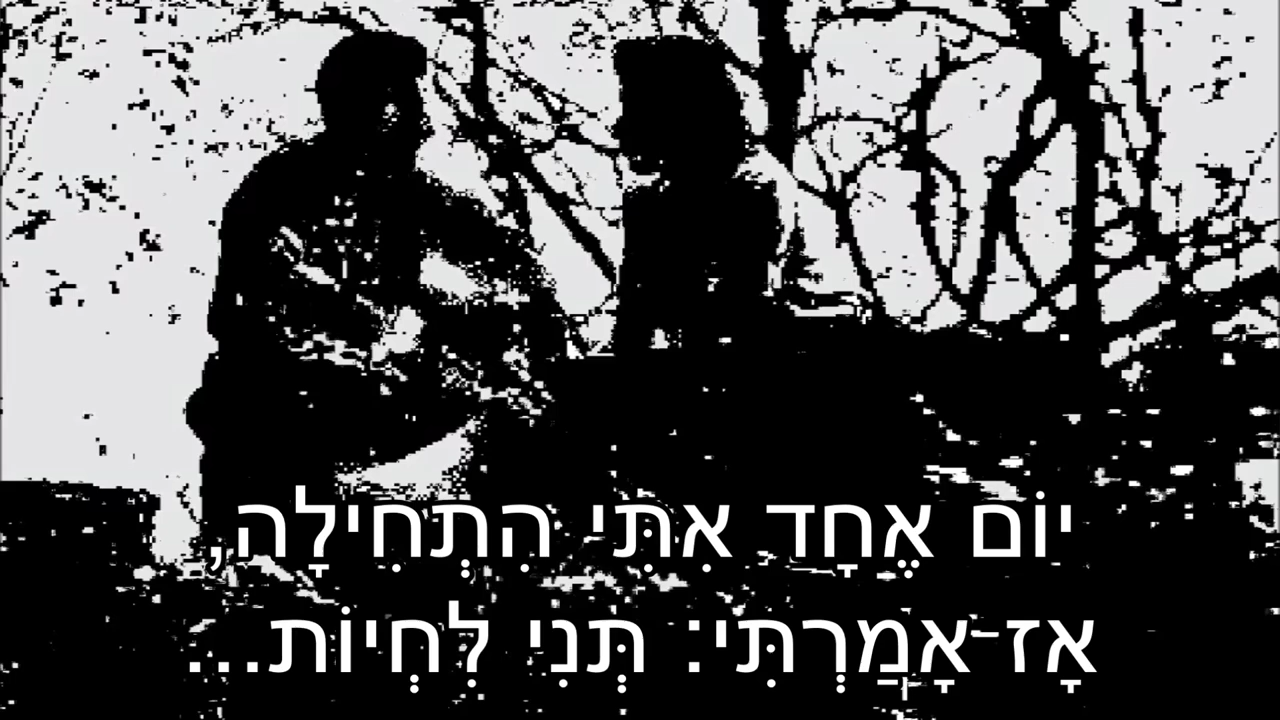 יוֹם אֶחָד אִתִּי הִתְחִילָה,
אָז אָמַרְתִּי: תְּנִי לִחְיוֹת...